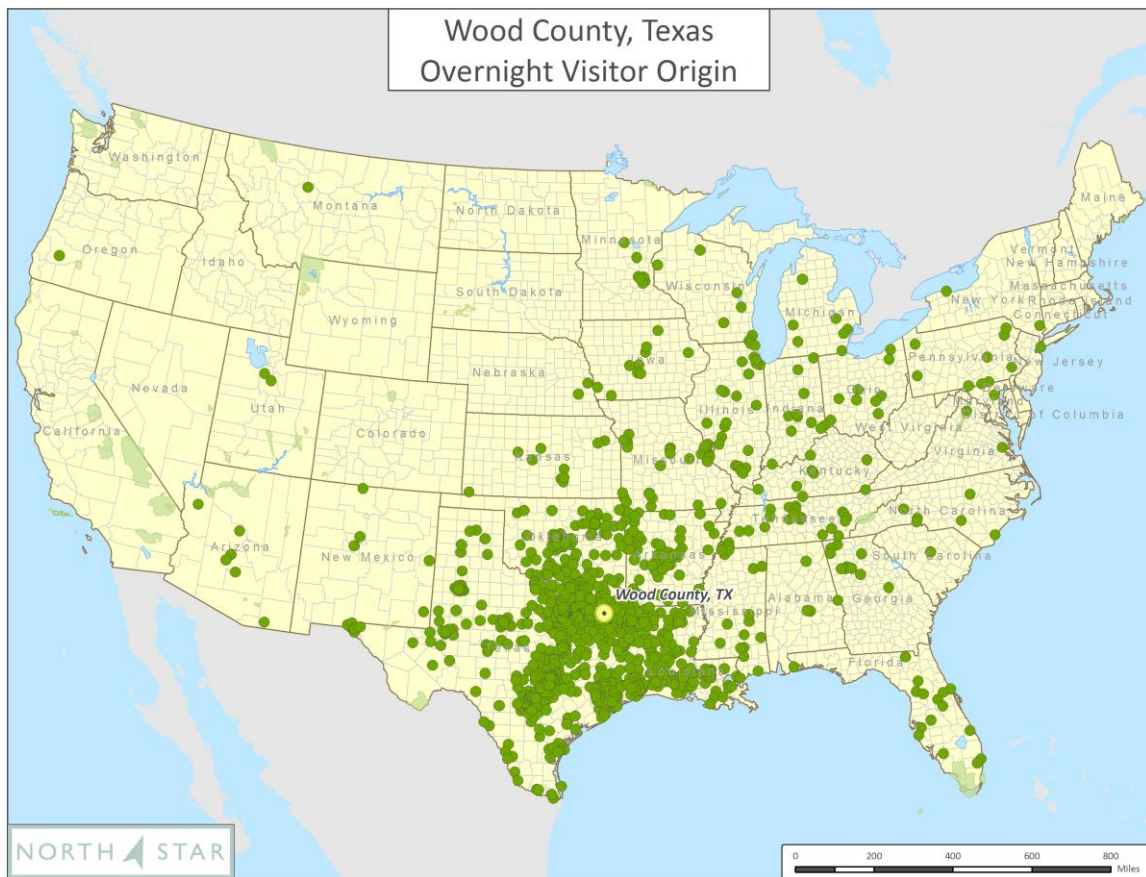 Wood County, Texas
Overnight Visitor Origin
Washington
Montana
North Dakota
Minnesota
Maine
Oregon
Idaho
Vermont
New Hampshire
South Dakota
Wisconsin
Michigan
Massachusetts
New York
Rhode Island
Connecticut
Wyoming
Iowa
Pennsylvania
New Jersey
Nebraska
Nevada
Utah
Ohio
Delaware
Maryland
Illinois
Indiana
District of Columbia
California
Colorado
West Virginia
Kansas
Missouri
Kentucky
Virginia
Tennessee
North Carolina
Oklahoma
Arizona
New Mexico
Arkansas
South Carolina
Wood County, TX
Mississippi
Alabama
Georgia
Texas
Louisiana
Florida
NORTH STAR
0 200 400 600 800
Miles